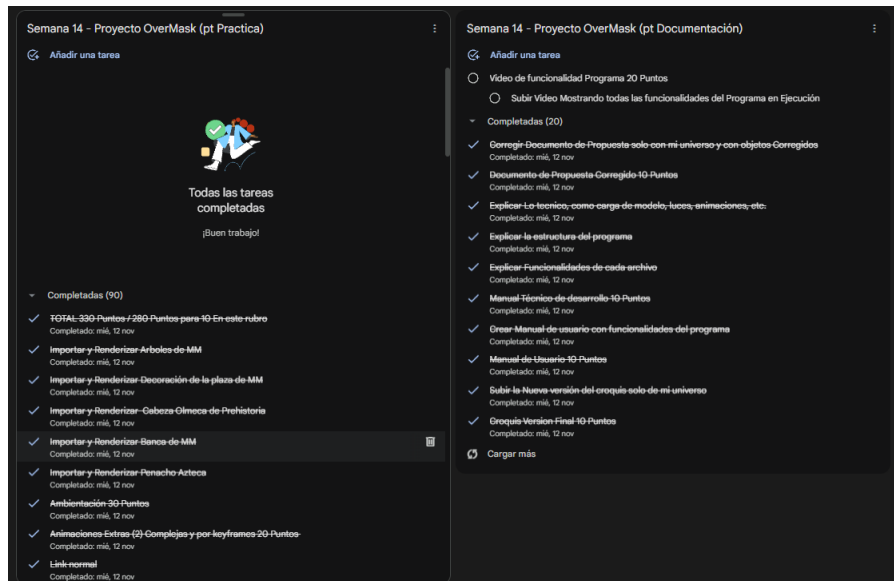 Semana 14 - Proyecto OverMask (pt Practica)
Añadir una tarea
Todas las tareas
completadas
¡Buen trabajo!
Completadas (90)
TOTAL 330 Puntos / 280 Puntos para 10 En este rubro
Completado: mié, 12 nov
Importar y Renderizar Arboles de MM
Completado: mié, 12 nov
Importar y Renderizar Decoración de la plaza de MM
Completado: mié, 12 nov
Importar y Renderizar Cabeza Olmeca de Prehistoria
Completado: mié, 12 nov
Importar y Renderizar Banca de MM
Completado: mié, 12 nov
Importar y Renderizar Penacho Azteca
Completado: mié, 12 nov
Ambientación 30 Puntos
Completado: mié, 12 nov
Animaciones Extras (2) Complejas y por keyframes 20 Puntos
Completado: mié, 12 nov
Link normal
Completado: mié, 12 nov
Semana 14 - Proyecto OverMask (pt Documentación)
Añadir una tarea
Video de funcionalidad Programa 20 Puntos
Subir Video Mostrando todas las funcionalidades del Programa en Ejecución
Completadas (20)
Corregir Documento de Propuesta solo con mi universo y con objetos Corregidos
Completado: mié, 12 nov
Documento de Propuesta Corregido 10 Puntos
Completado: mié, 12 nov
Explicar Lo tecnico, como carga de modelo, luces, animaciones, etc.
Completado: mié, 12 nov
Explicar la estructura del programa
Completado: mié, 12 nov
Explicar Funcionalidades de cada archivo
Completado: mié, 12 nov
Manual Técnico de desarrollo 10 Puntos
Completado: mié, 12 nov
Crear Manual de usuario con funcionalidades del programa
Completado: mié, 12 nov
Manual de Usuario 10 Puntos
Completado: mié, 12 nov
Subir la Nueva versión del croquis solo de mi universo
Completado: mié, 12 nov
Croquis Version Final 10 Puntos
Completado: mié, 12 nov
Cargar más